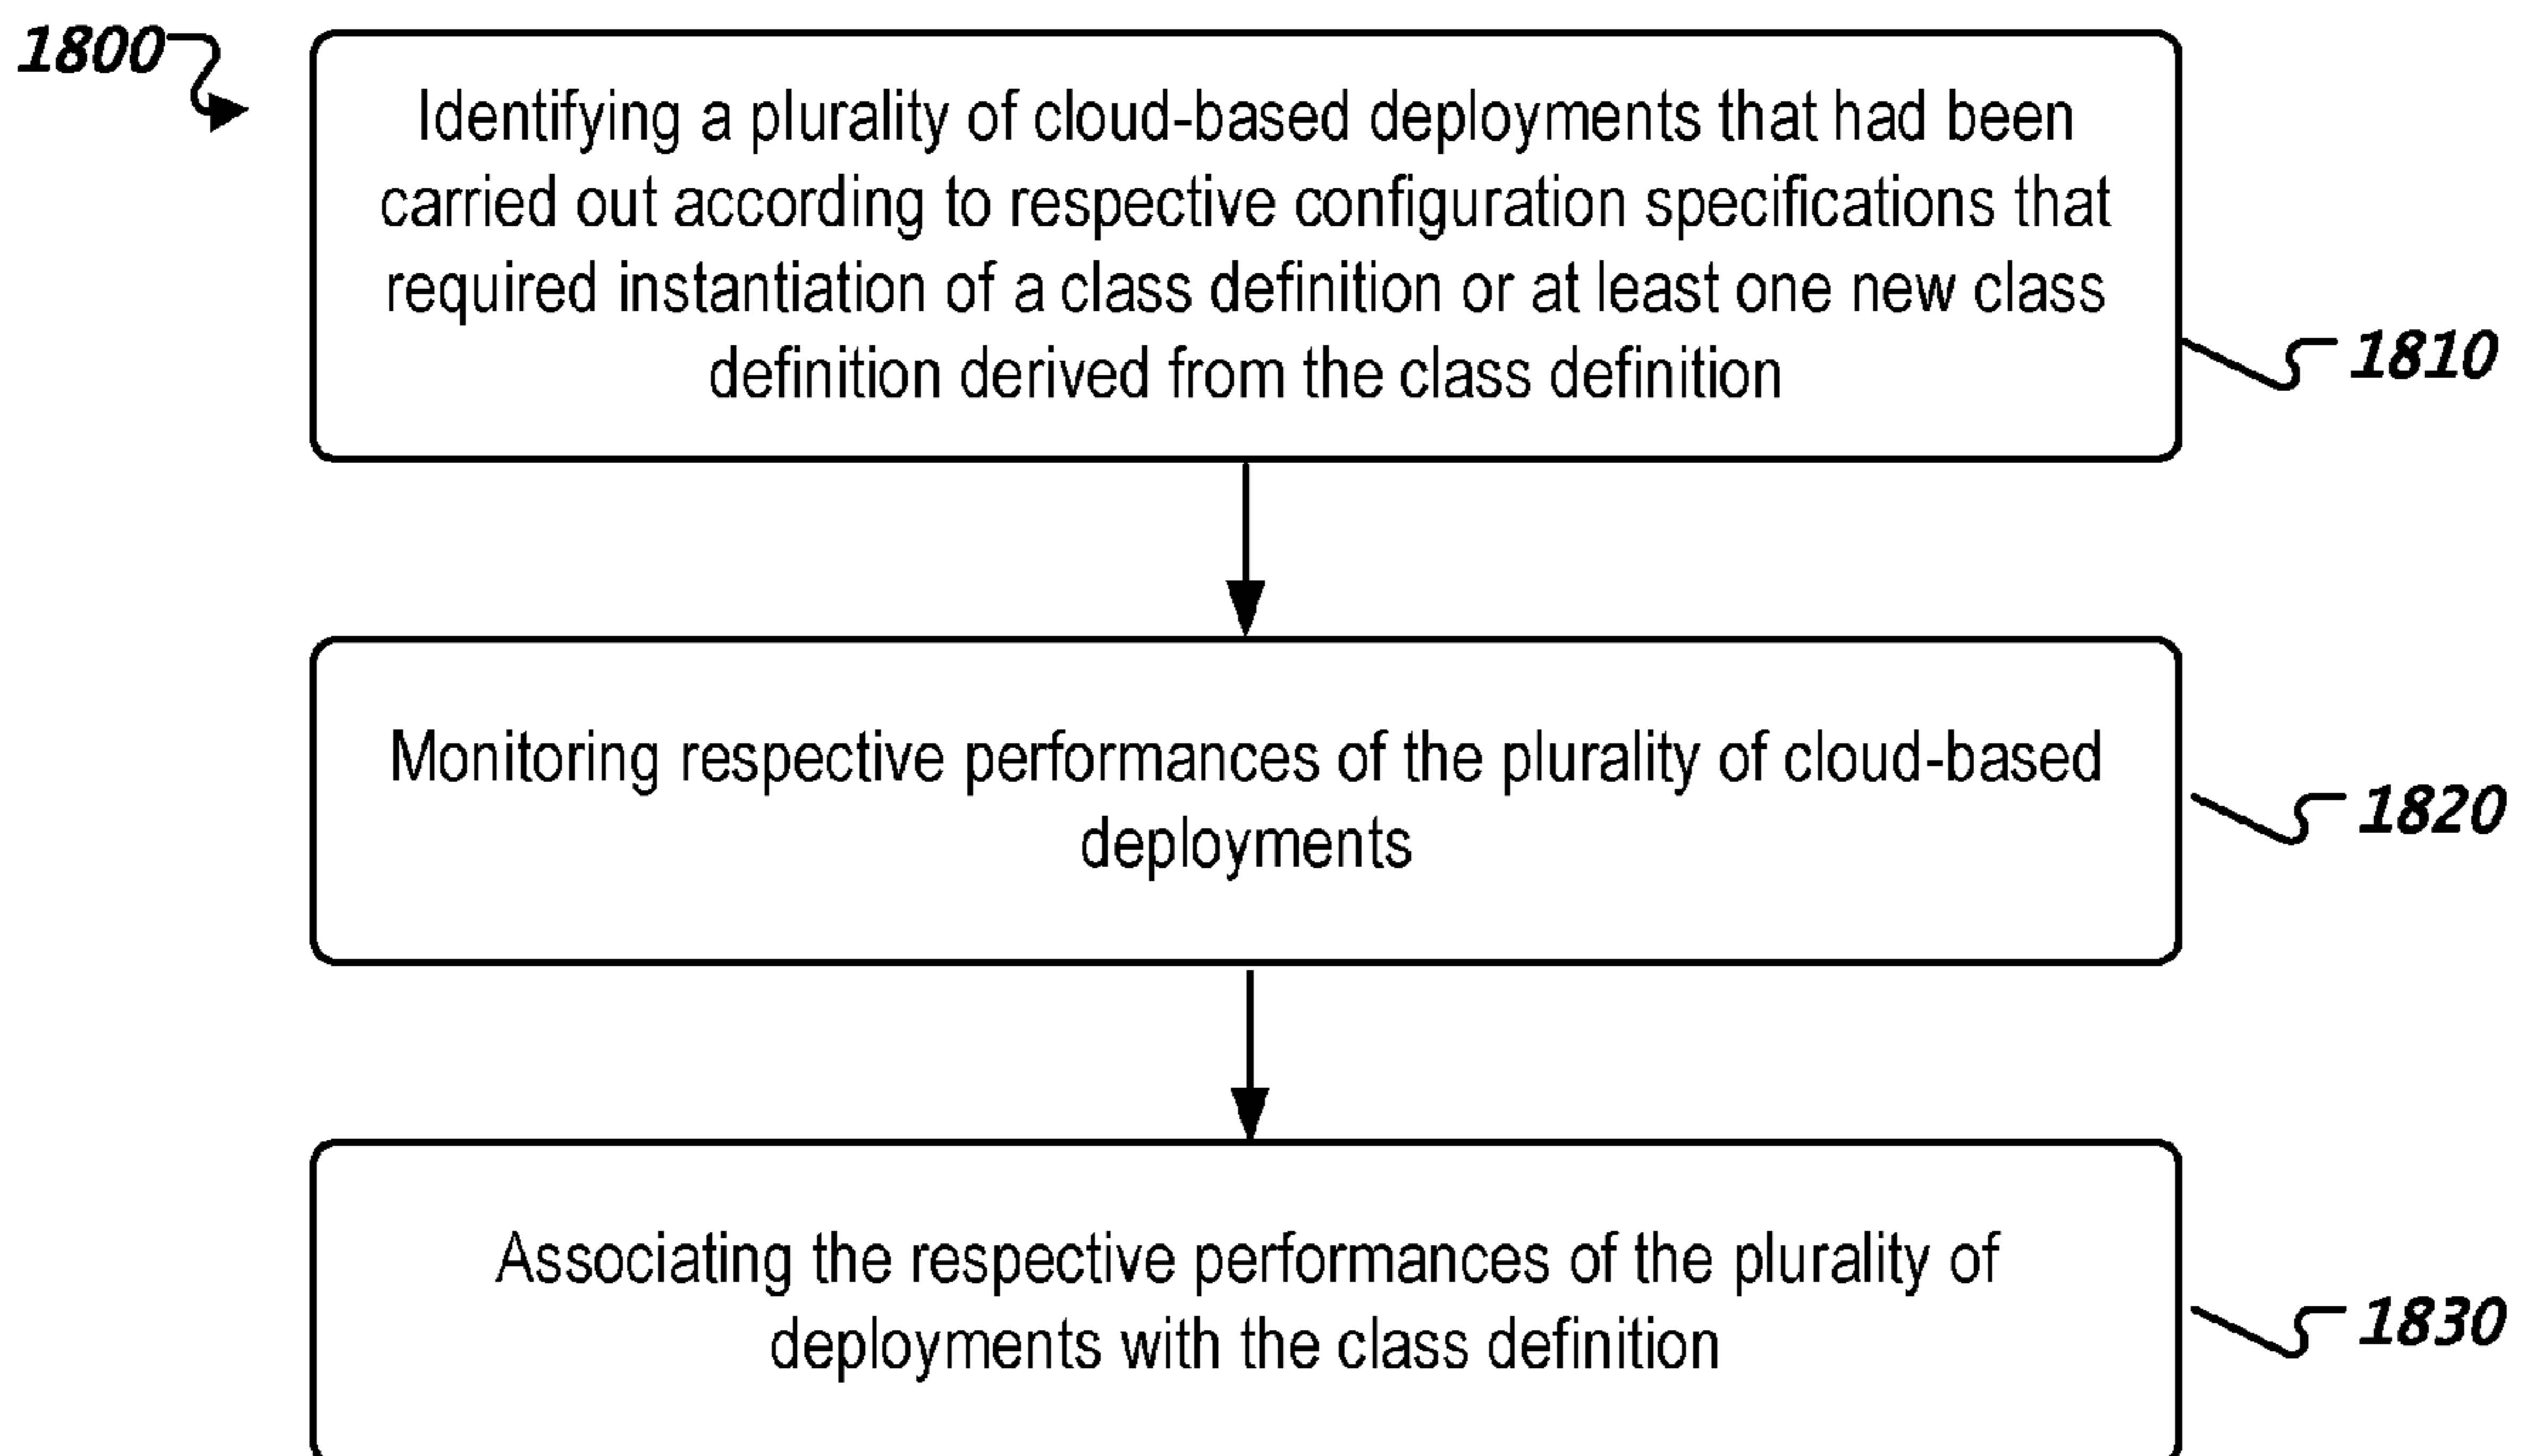 1800
Identifying a plurality of cloud-based deployments that had been
carried out according to respective configuration specifications that
required instantiation of a class definition or at least one new class
definition derived from the class definition
1810
Monitoring respective performances of the plurality of cloud-based
deployments
1820
Associating the respective performances of the plurality of
deployments with the class definition
1830